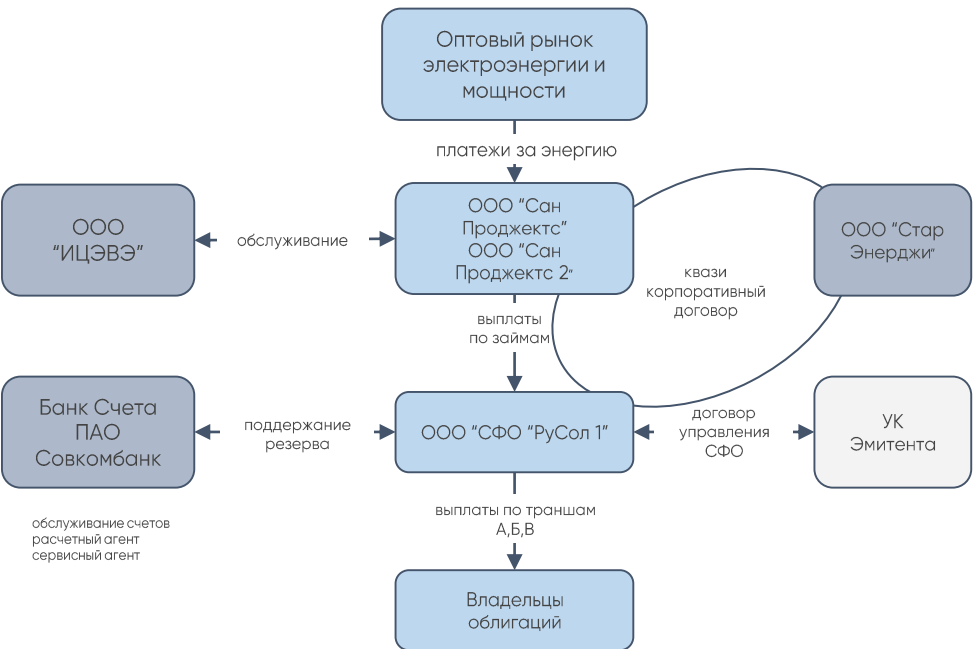 Оптовый рынок
электроэнергии и
мощности
платежи за энергию
ООО
“ИЦЭВЭ”
обслуживание
ООО “Сан
Проджектс”
ООО “Сан
Проджектс 2”
ООО “Стар
Энерджи”
квази
корпоративный
договор
выплаты
по займам
Банк Счета
ПАО
Совкомбанк
поддержание
резерва
ООО “СФО “РуСол 1”
договор
управления
СФО
УК
Эмитента
обслуживание счетов
расчетный агент
сервисный агент
выплаты по траншам
А,Б,В
Владельцы
облигаций